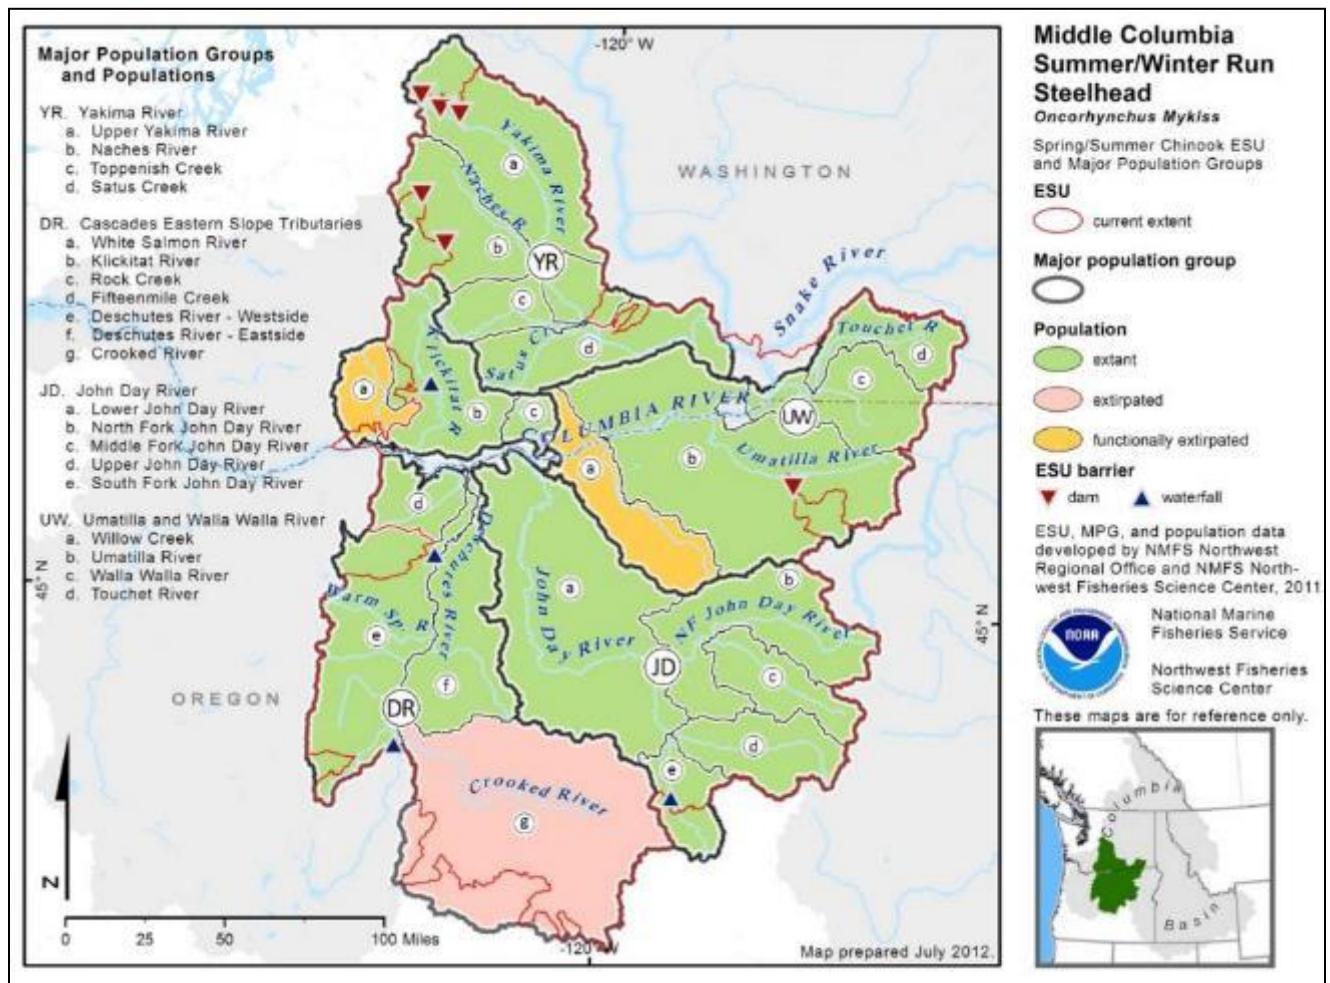 Major Population Groups
and Populations
YR. Yakima River
a. Upper Yakima River
b. Naches River
c. Toppenish Creek
d. Satus Creek
DR. Cascades Eastern Slope Tributaries
a. White Salmon River
b. Klickitat River
c. Rock Creek
d. Fifteenmile Creek
e. Deschutes River - Westside
f. Deschutes River - Eastside
g. Crooked River
JD. John Day River
a. Lower John Day River
b. North Fork John Day River
c. Middle Fork John Day River
d. Upper John Day River
e. South Fork John Day River
UW. Umatilla and Walla Walla River
a. Willow Creek
b. Umatilla River
c. Walla Walla River
d. Touchet River
-120° W
WASHINGTON
Yakima River
Naches R
a
b
YR
c
Satus Cr
d
Snake River
Touchet R
d
c
a
Klickitat R
b
c
COLUMBIA RIVER
UW
Umatilla River
a
b
d
Deschutes River
45° N
Warm Sp. R
e
f
DR
OREGON
John Day River
a
b
NF John Day River
45° N
JD
c
d
e
Crooked River
g
N
0 25 50 100 Miles
-120° W
Map prepared July 2012.
Middle Columbia
Summer/Winter Run
Steelhead
Oncorhynchus Mykiss
Spring/Summer Chinook ESU
and Major Population Groups
ESU
current extent
Major population group
Population
extant
extirpated
functionally extirpated
ESU barrier
dam waterfall
ESU, MPG, and population data
developed by NMFS Northwest
Regional Office and NMFS North-
west Fisheries Science Center, 2011.
NOAA
National Marine
Fisheries Service
Northwest Fisheries
Science Center
These maps are for reference only.
Columbia
Basin